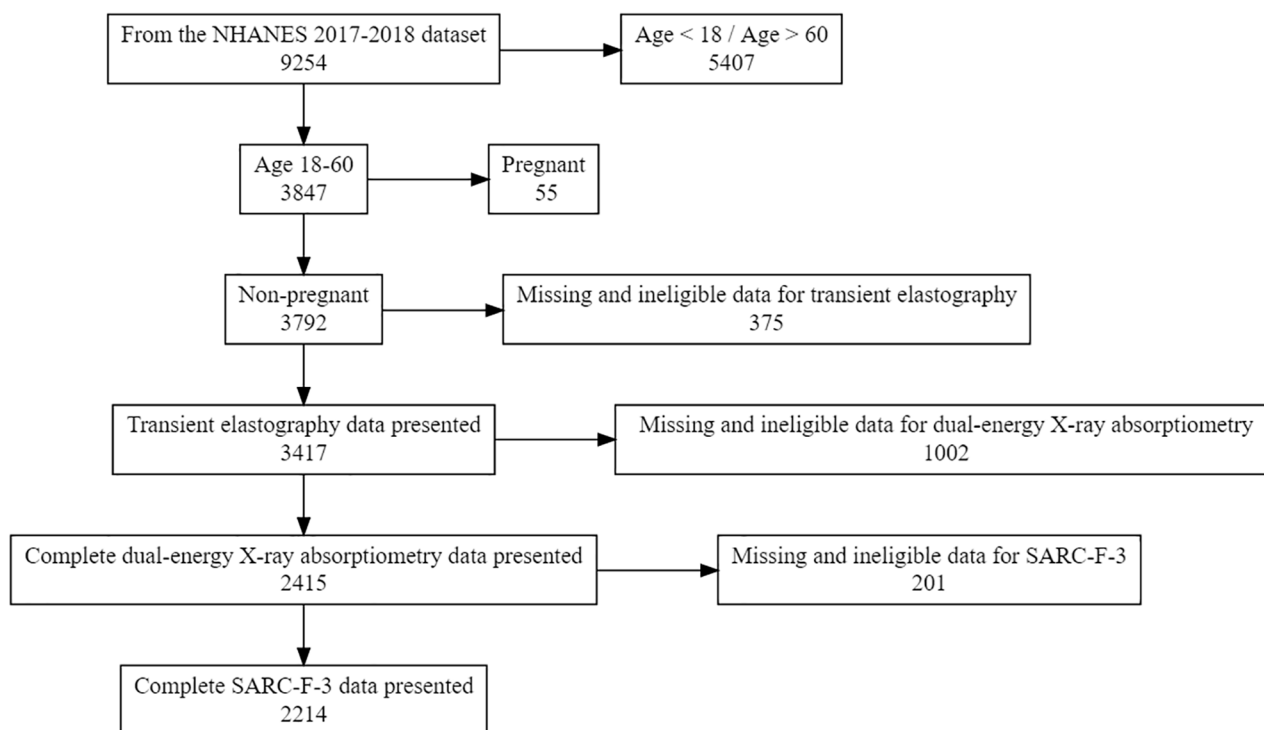 From the NHANES 2017-2018 dataset
9254
Age < 18 / Age > 60
5407
Age 18-60
3847
Pregnant
55
Non-pregnant
3792
Missing and ineligible data for transient elastography
375
Transient elastography data presented
3417
Missing and ineligible data for dual-energy X-ray absorptiometry
1002
Complete dual-energy X-ray absorptiometry data presented
2415
Missing and ineligible data for SARC-F-3
201
Complete SARC-F-3 data presented
2214